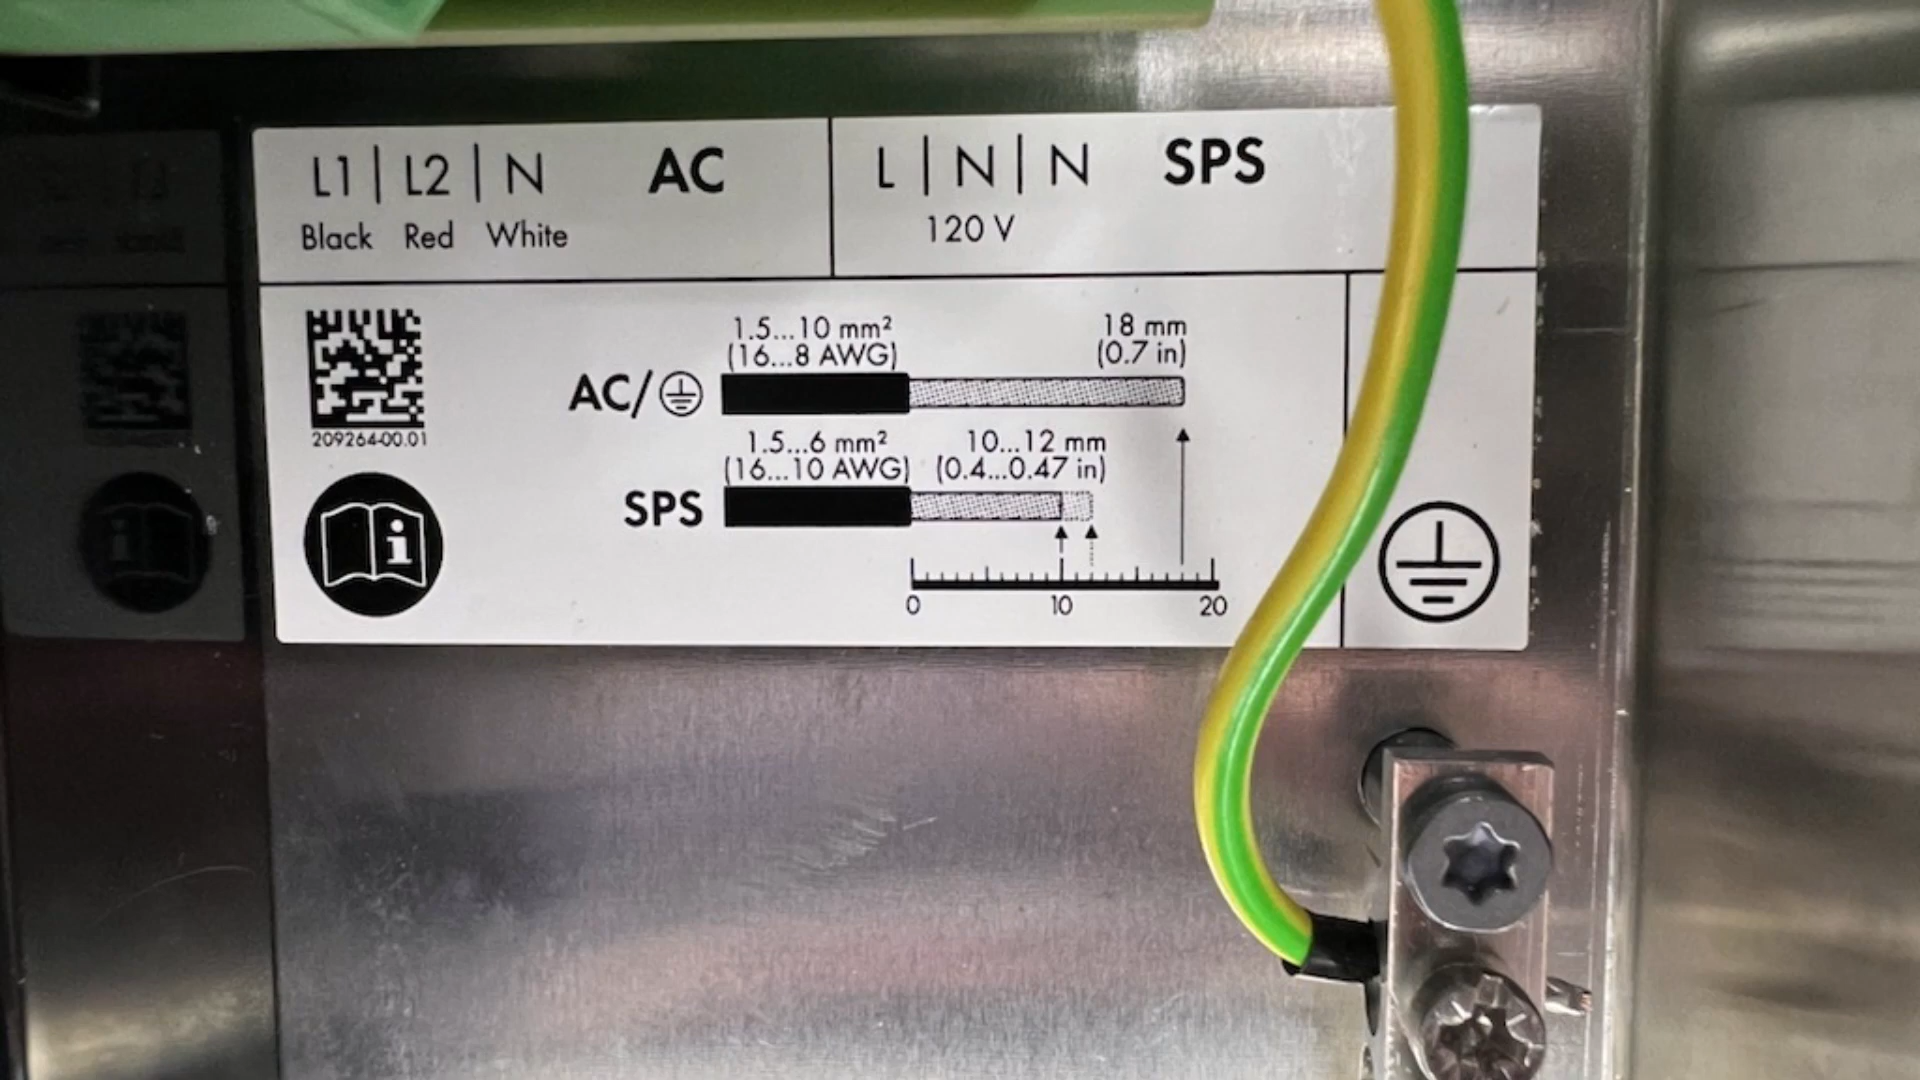 L1 | L2 | N AC
Black Red White
L | N | N SPS
120 V
209264-00.01
1.5...10 mm² 18 mm
(16...8 AWG) (0.7 in)
AC/
1.5...6 mm² 10...12 mm
(16...10 AWG) (0.4...0.47 in)
SPS
0 10 20